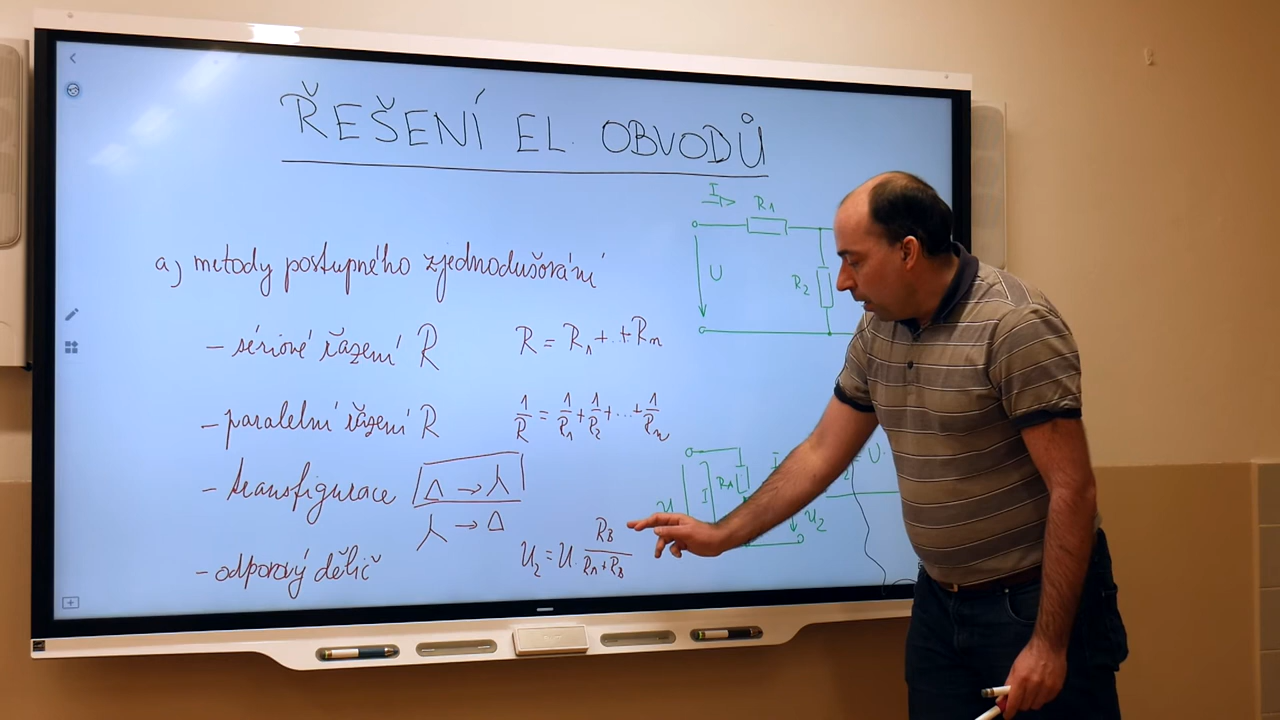 ŘEŠENÍ EL. OBVODŮ
a) metody postupného zjednodušování
- sériové řazení R R = R1+..+Rn
- paralelní řazení R 1/R = 1/R1 + 1/R2 + ... + 1/Rn
- transfigurace Δ → ⅄
⅄ → Δ
- odporový dělič U2 = U · RB/(RA+RB)
I
R1
U
R2
U
I
RA
I
U2
U